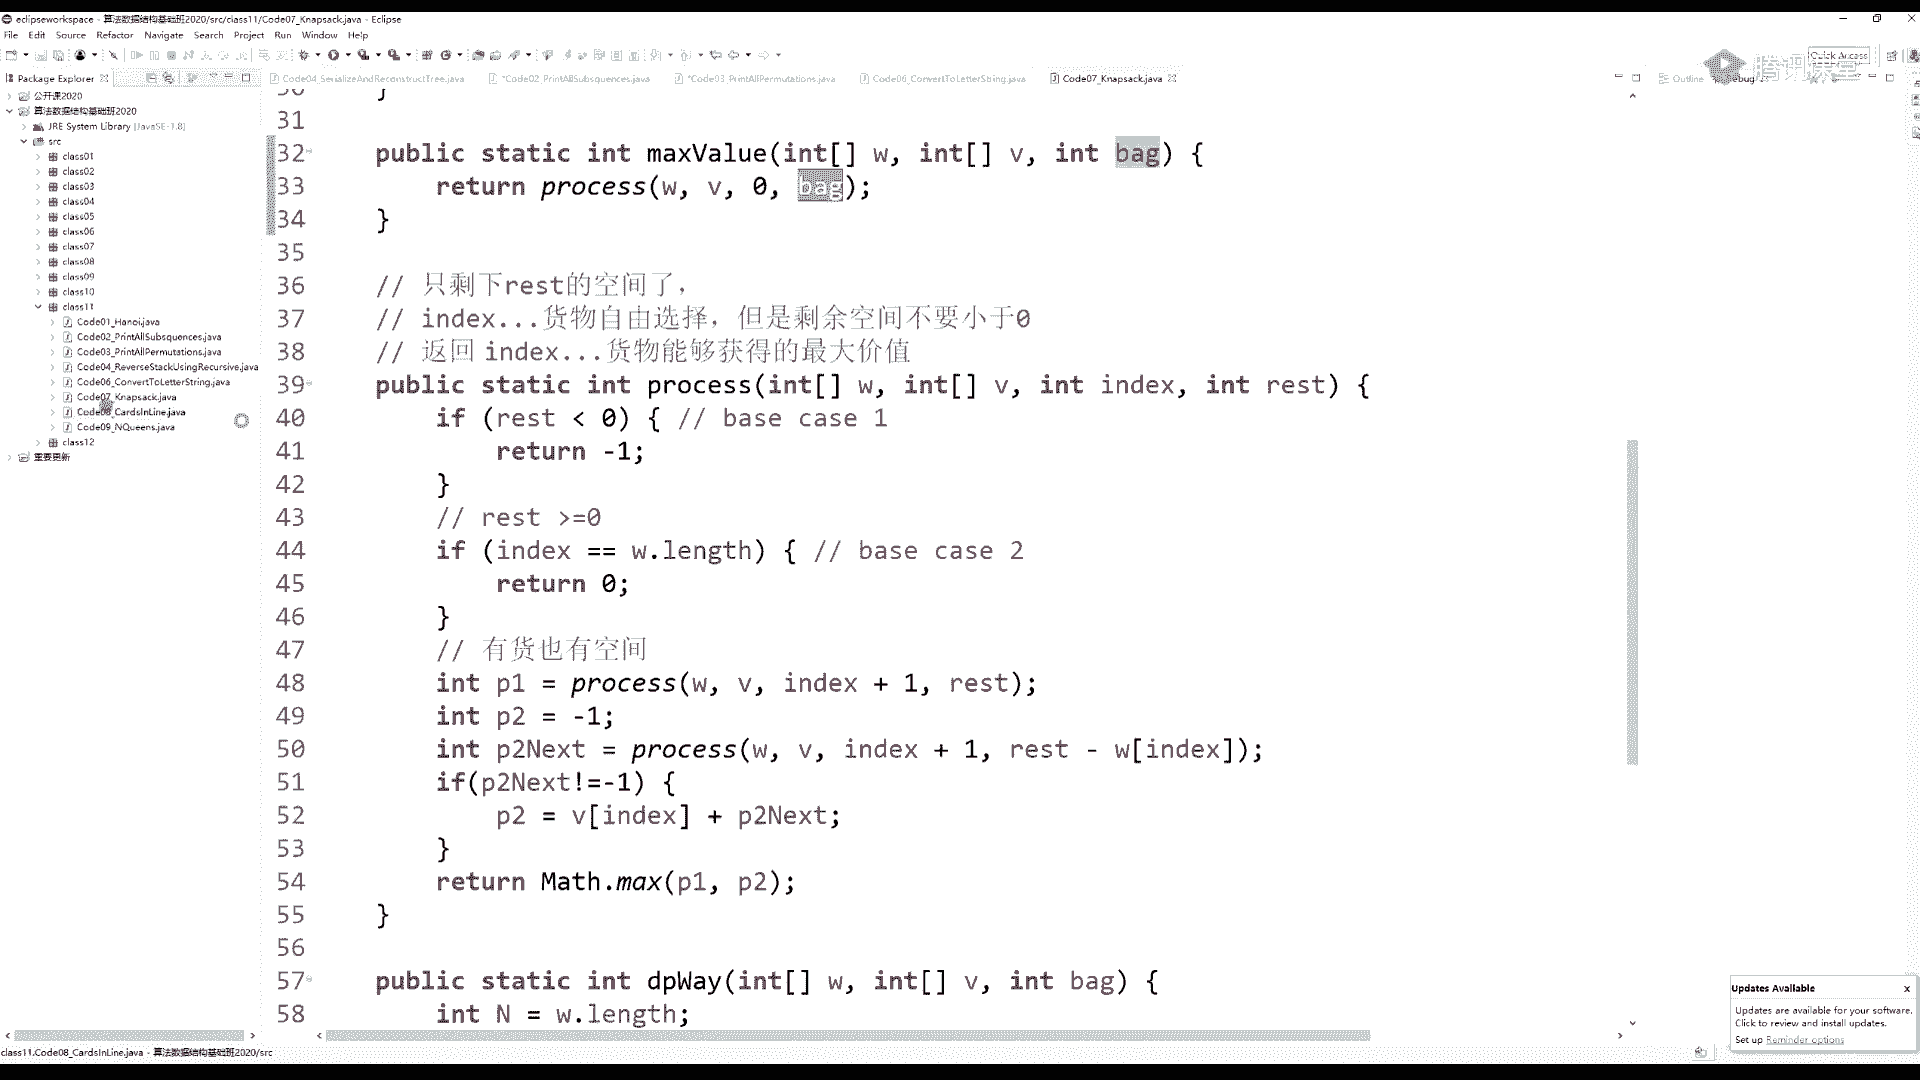 eclipseworkspace - 算法数据结构基础班2020/src/class11/Code07_Knapsack.java - Eclipse
File Edit Source Refactor Navigate Search Project Run Window Help
Quick Access
腾讯课堂
Package Explorer
Code04_SerializeAndReconstructTree.java
*Code02_PrintAllSubsquences.java
*Code03_PrintAllPermutations.java
Code06_ConvertToLetterString.java
Code07_Knapsack.java
Outline
公开课2020
算法数据结构基础班2020
JRE System Library [JavaSE-1.8]
src
class01
class02
class03
class04
class05
class06
class07
class08
class09
class10
class11
Code01_Hanoi.java
Code02_PrintAllSubsquences.java
Code03_PrintAllPermutations.java
Code04_ReverseStackUsingRecursive.java
Code06_ConvertToLetterString.java
Code07_Knapsack.java
Code08_CardsInLine.java
Code09_NQueens.java
class12
重要更新
30 }
31
32 public static int maxValue(int[] w, int[] v, int bag) {
33 return process(w, v, 0, bag);
34 }
35
36 // 只剩下rest的空间了，
37 // index...货物自由选择，但是剩余空间不要小于0
38 // 返回 index...货物能够获得的最大价值
39 public static int process(int[] w, int[] v, int index, int rest) {
40 if (rest < 0) { // base case 1
41 return -1;
42 }
43 // rest >=0
44 if (index == w.length) { // base case 2
45 return 0;
46 }
47 // 有货也有空间
48 int p1 = process(w, v, index + 1, rest);
49 int p2 = -1;
50 int p2Next = process(w, v, index + 1, rest - w[index]);
51 if(p2Next!=-1) {
52 p2 = v[index] + p2Next;
53 }
54 return Math.max(p1, p2);
55 }
56
57 public static int dpWay(int[] w, int[] v, int bag) {
58 int N = w.length;
Updates Available x
Updates are available for your software.
Click to review and install updates.
Set up Reminder options
class11.Code08_CardsInLine.java - 算法数据结构基础班2020/src